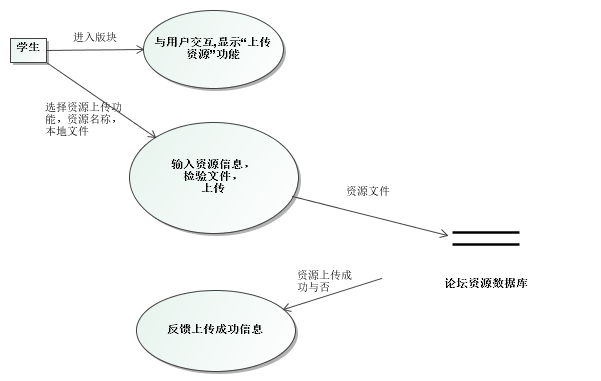 进入版块
学生
与用户交互,显示“上传
资源”功能
选择资源上传功
能，资源名称，
本地文件
输入资源信息，
检验文件，
上传
资源文件
资源上传成
功与否
论坛资源数据库
反馈上传成功信息